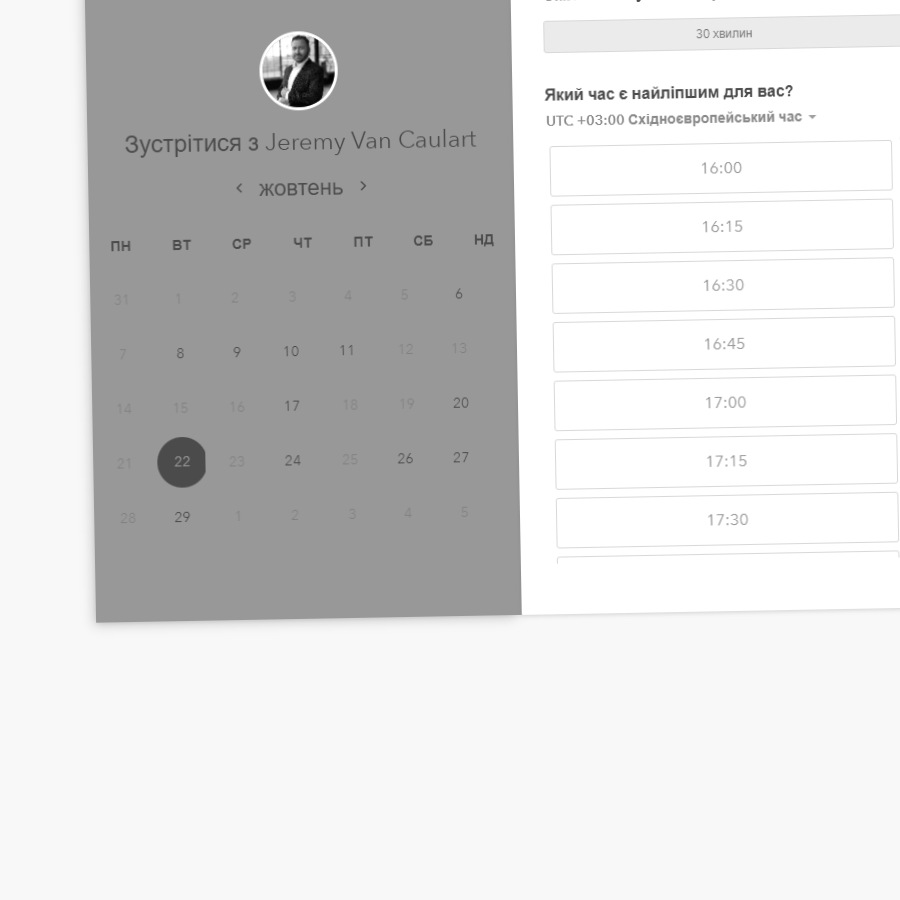 Зустрітися з Jeremy Van Caulart
‹ жовтень ›
ПН ВТ СР ЧТ ПТ СБ НД
31 1 2 3 4 5 6
7 8 9 10 11 12 13
14 15 16 17 18 19 20
21 22 23 24 25 26 27
28 29 1 2 3 4 5
30 хвилин
Який час є найліпшим для вас?
UTC +03:00 Східноєвропейський час
16:00
16:15
16:30
16:45
17:00
17:15
17:30